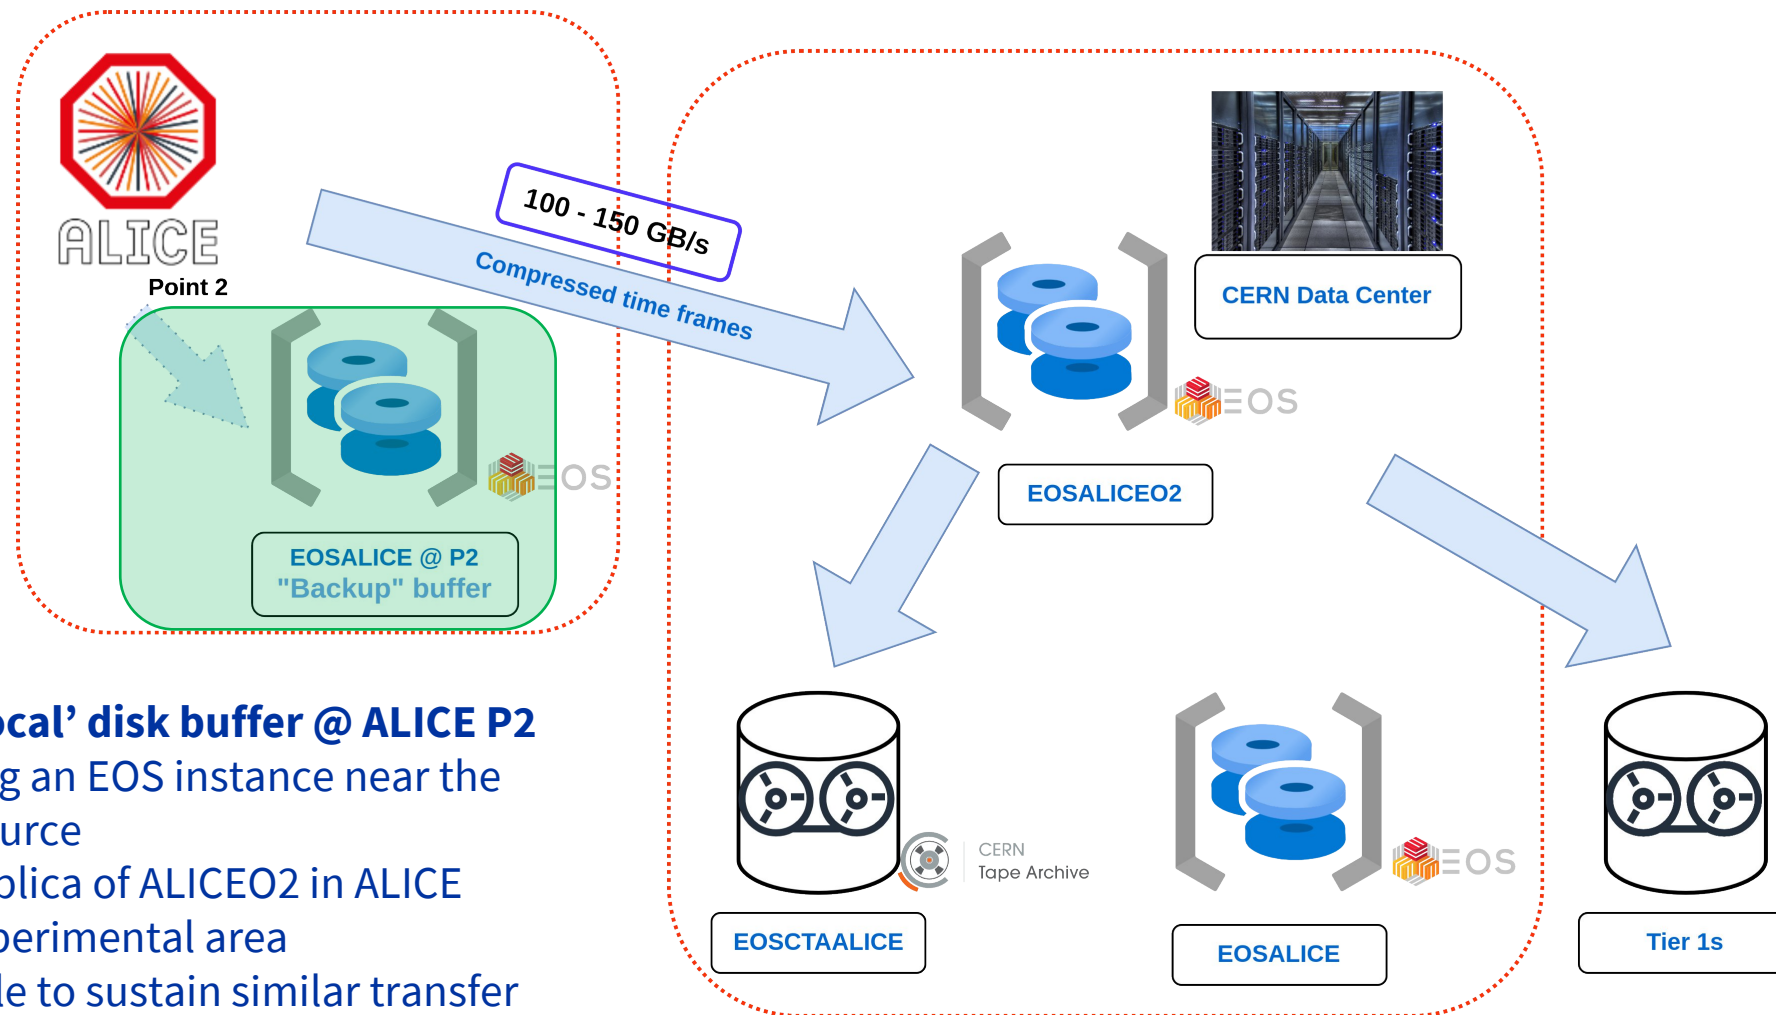 ALICE
Point 2
100 - 150 GB/s
Compressed time frames
CERN Data Center
EOS
EOSALICEO2
EOS
EOSALICE @ P2
"Backup" buffer
ocal’ disk buffer @ ALICE P2
g an EOS instance near the
urce
plica of ALICEO2 in ALICE
perimental area
le to sustain similar transfer
CERN
Tape Archive
EOSCTAALICE
EOS
EOSALICE
Tier 1s